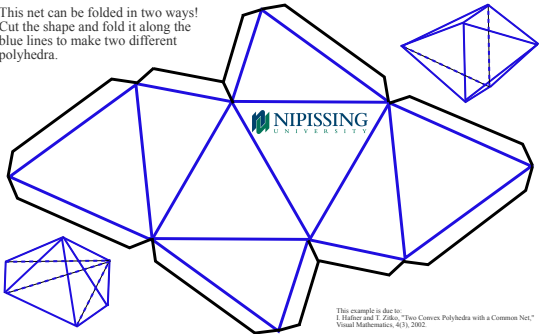 This net can be folded in two ways!
Cut the shape and fold it along the
blue lines to make two different
polyhedra.
NIPISSING
UNIVERSITY
This example is due to:
I. Hafner and T. Zitko, "Two Convex Polyhedra with a Common Net,"
Visual Mathematics, 4(3), 2002.